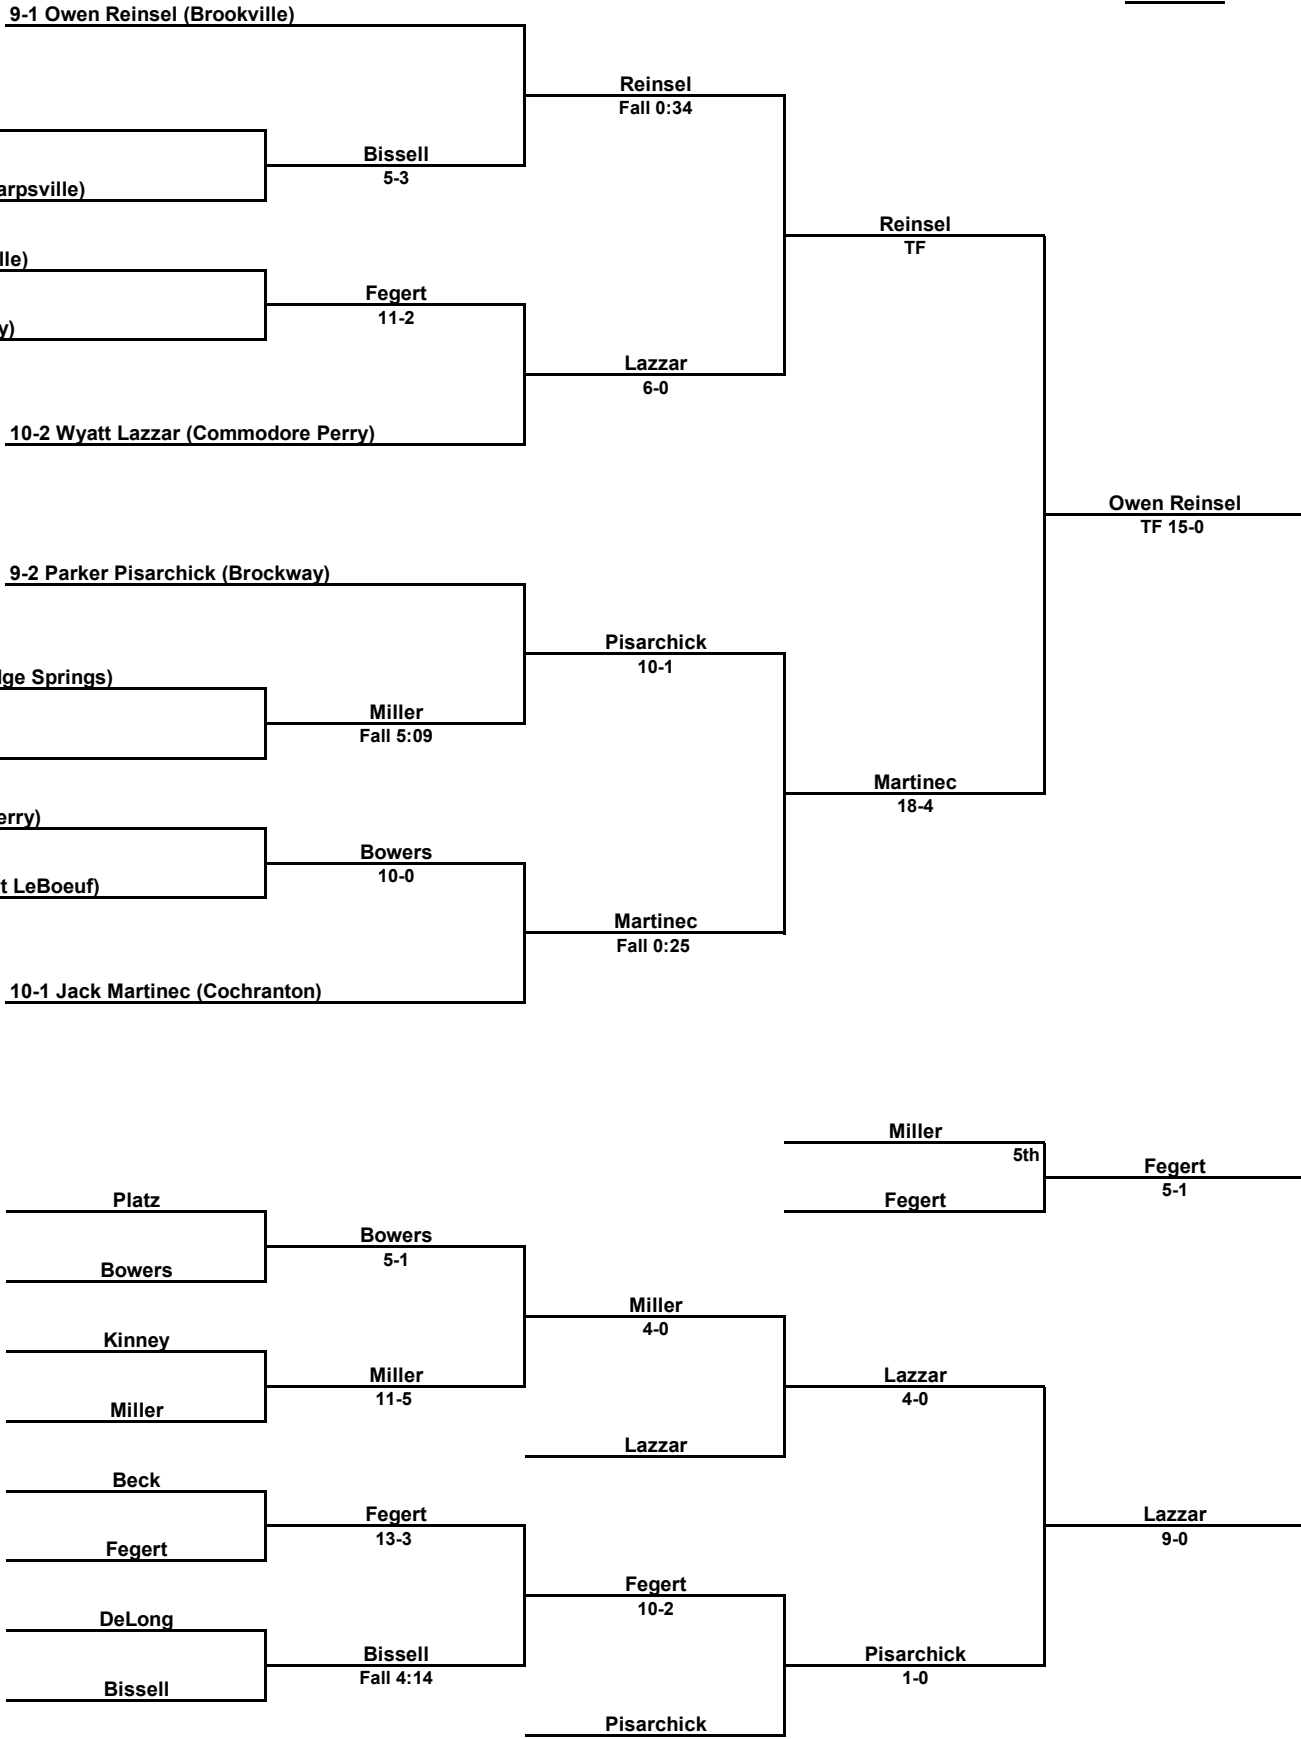 9-1 Owen Reinsel (Brookville)
Reinsel
Fall 0:34
Bissell
5-3
arpsville)
Reinsel
TF
lle)
Fegert
11-2
y)
Lazzar
6-0
10-2 Wyatt Lazzar (Commodore Perry)
Owen Reinsel
TF 15-0
9-2 Parker Pisarchick (Brockway)
Pisarchick
10-1
dge Springs)
Miller
Fall 5:09
Martinec
18-4
erry)
Bowers
10-0
t LeBoeuf)
Martinec
Fall 0:25
10-1 Jack Martinec (Cochranton)
Miller
5th
Fegert
5-1
Fegert
Platz
Bowers
5-1
Bowers
Miller
4-0
Kinney
Miller
11-5
Lazzar
4-0
Miller
Lazzar
Beck
Fegert
13-3
Lazzar
9-0
Fegert
Fegert
10-2
DeLong
Bissell
Fall 4:14
Pisarchick
1-0
Bissell
Pisarchick